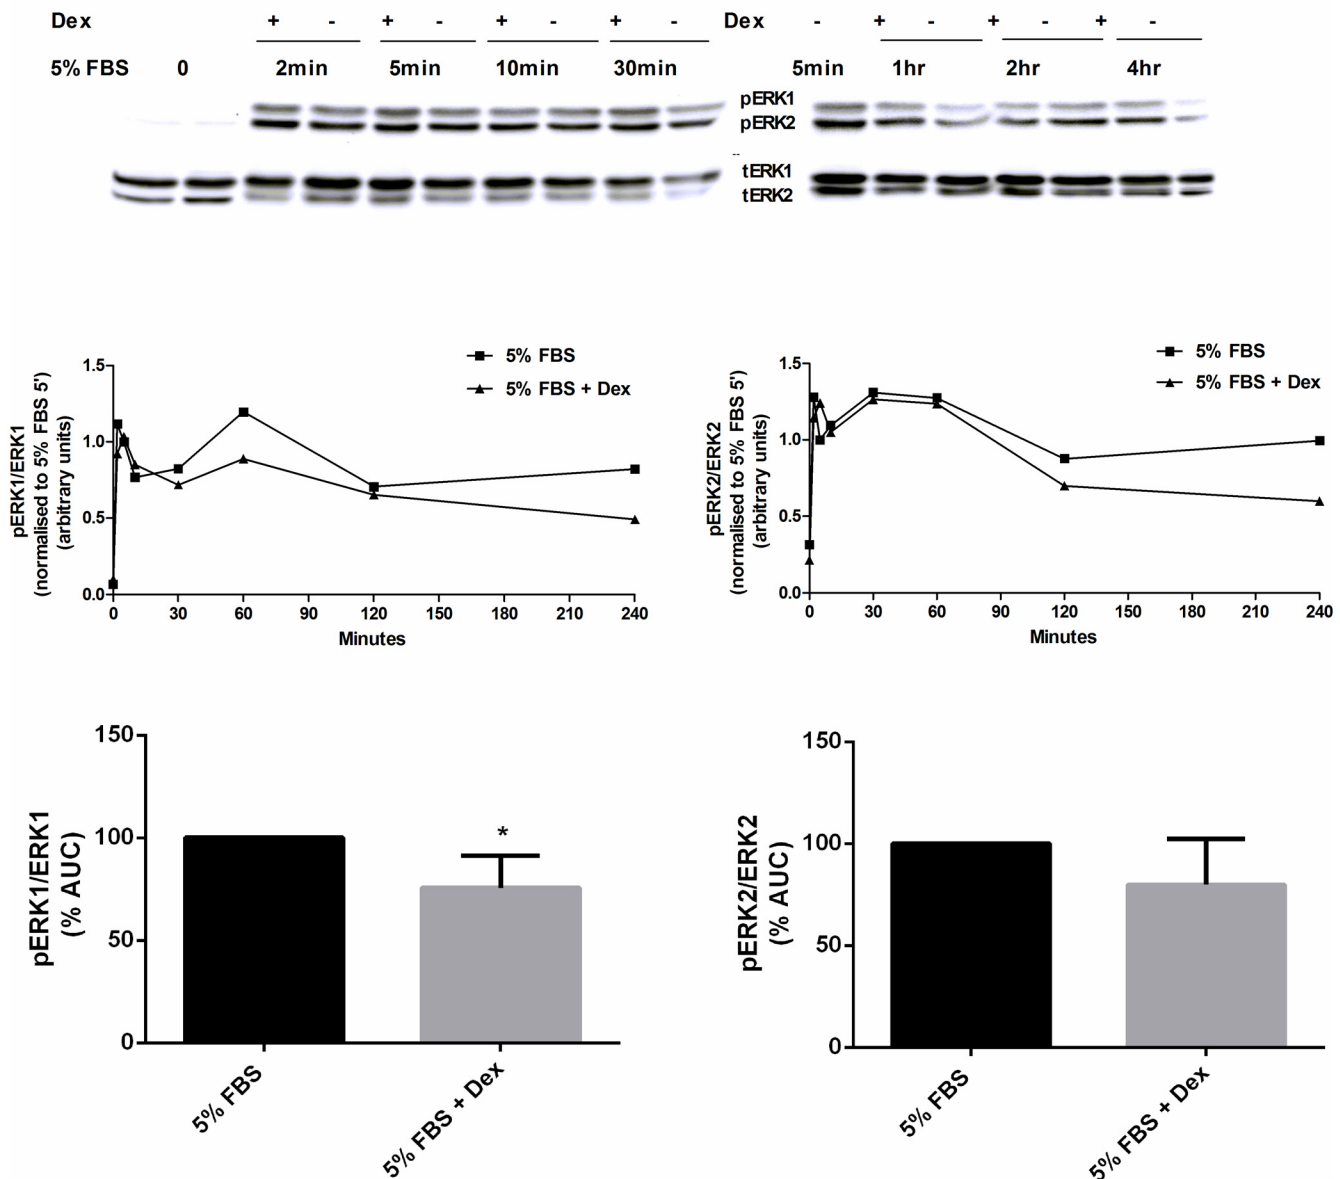 Dex + - + - + - + - Dex - + - + - + -
5% FBS 0 2min 5min 10min 30min 5min 1hr 2hr 4hr
pERK1
pERK2
--
tERK1
tERK2
5% FBS
5% FBS + Dex
1.5
1.0
0.5
0.0
pERK1/ERK1
(normalised to 5% FBS 5')
(arbitrary units)
0 30 60 90 120 150 180 210 240
Minutes
5% FBS
5% FBS + Dex
1.5
1.0
0.5
0.0
pERK2/ERK2
(normalised to 5% FBS 5')
(arbitrary units)
0 30 60 90 120 150 180 210 240
Minutes
150
100
50
0
pERK1/ERK1
(% AUC)
*
5% FBS
5% FBS + Dex
150
100
50
0
pERK2/ERK2
(% AUC)
5% FBS
5% FBS + Dex